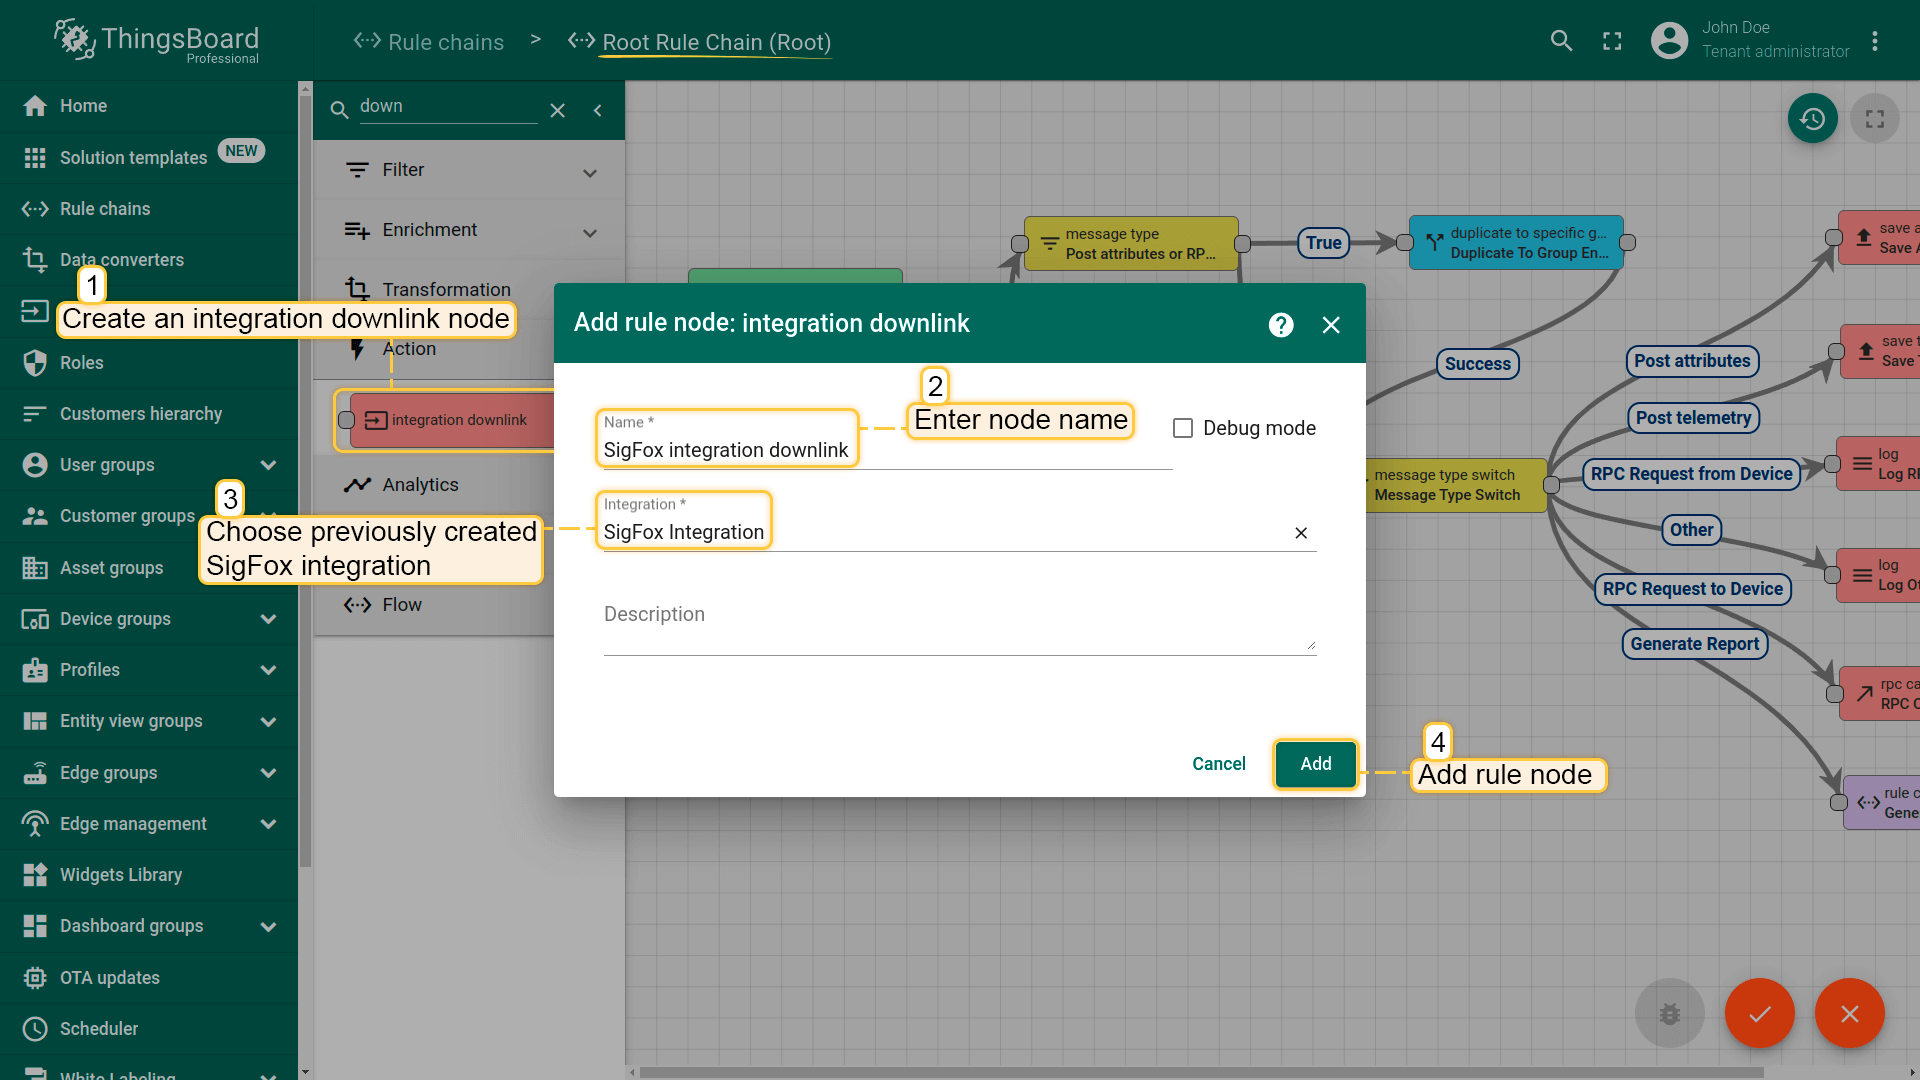 ThingsBoard
Professional
Rule chains
>
Root Rule Chain (Root)
John Doe
Tenant administrator
Home
Solution templates
NEW
Rule chains
Data converters
Roles
Customers hierarchy
User groups
Customer groups
Asset groups
Device groups
Profiles
Entity view groups
Edge groups
Edge management
Widgets Library
Dashboard groups
OTA updates
Scheduler
White Labeling
down
Filter
Enrichment
Transformation
Action
integration downlink
Analytics
Flow
1
Create an integration downlink node
3
Choose previously created
SigFox integration
message type
Post attributes or RP...
True
duplicate to specific g...
Duplicate To Group En...
Success
Post attributes
Post telemetry
RPC Request from Device
Other
RPC Request to Device
Generate Report
message type switch
Message Type Switch
save a
Save A
save t
Save
log
Log R
log
Log Ot
rpc ca
RPC C
rule c
Gene
Add rule node: integration downlink
?
2
Enter node name
Name *
SigFox integration downlink
Debug mode
Integration *
SigFox Integration
Description
Cancel
Add
4
Add rule node